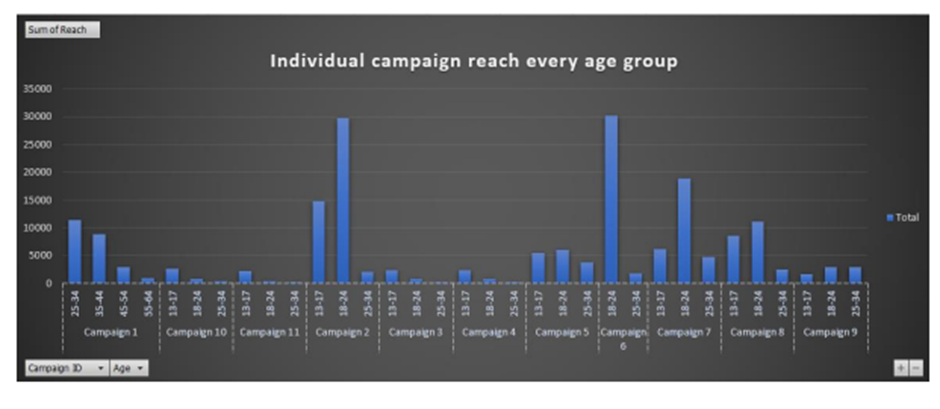 Sum of Reach
Individual campaign reach every age group
35000
30000
25000
20000
15000
10000
5000
0
Total
25-34 35-44 45-54 55-64 13-17 18-24 25-34 13-17 18-24 25-34 13-17 18-24 25-34 13-17 18-24 25-34 13-17 18-24 25-34 13-17 18-24 25-34 18-24 25-34 13-17 18-24 25-34 13-17 18-24 25-34 13-17 18-24 25-34
Campaign 1 Campaign 10 Campaign 11 Campaign 2 Campaign 3 Campaign 4 Campaign 5 Campaign 6 Campaign 7 Campaign 8 Campaign 9
Campaign ID Age
+ −